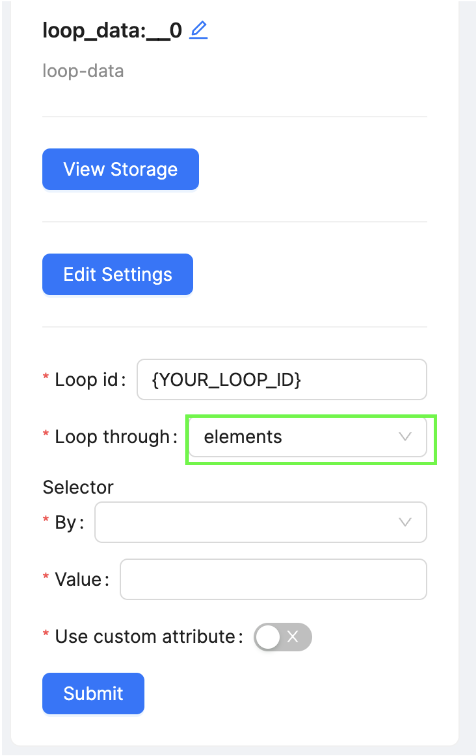 loop_data:__0
loop-data
View Storage
Edit Settings
* Loop id: {YOUR_LOOP_ID}
* Loop through: elements
Selector
* By:
* Value:
* Use custom attribute:
Submit